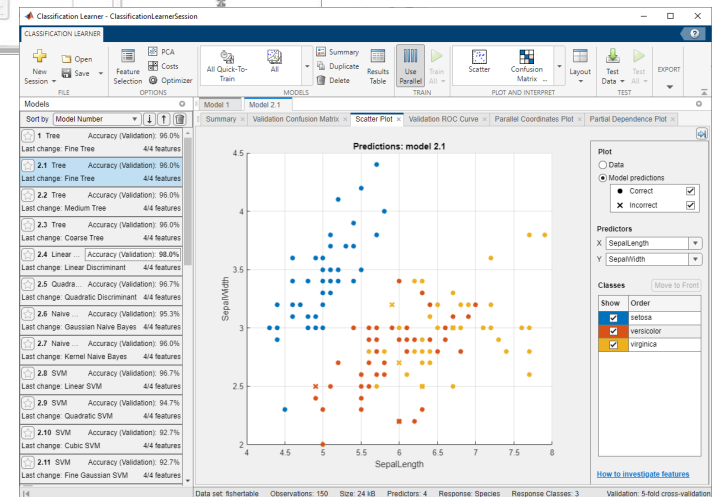 Classification Learner - ClassificationLearnerSession
CLASSIFICATION LEARNER
New Session
Open
Save
FILE
Feature Selection
PCA
Costs
Optimizer
OPTIONS
All Quick-To-Train
All
Summary
Duplicate
Delete
MODELS
Results Table
Use Parallel
Train All
TRAIN
Scatter
Confusion Matrix ...
Layout
PLOT AND INTERPRET
Test Data
Test All
TEST
EXPORT
Models
Sort by Model Number
1 Tree Accuracy (Validation): 96.0%
Last change: Fine Tree 4/4 features
2.1 Tree Accuracy (Validation): 96.0%
Last change: Fine Tree 4/4 features
2.2 Tree Accuracy (Validation): 96.0%
Last change: Medium Tree 4/4 features
2.3 Tree Accuracy (Validation): 96.0%
Last change: Coarse Tree 4/4 features
2.4 Linear ... Accuracy (Validation): 98.0%
Last change: Linear Discriminant 4/4 features
2.5 Quadra... Accuracy (Validation): 96.7%
Last change: Quadratic Discriminant 4/4 features
2.6 Naive ... Accuracy (Validation): 95.3%
Last change: Gaussian Naive Bayes 4/4 features
2.7 Naive ... Accuracy (Validation): 96.0%
Last change: Kernel Naive Bayes 4/4 features
2.8 SVM Accuracy (Validation): 96.7%
Last change: Linear SVM 4/4 features
2.9 SVM Accuracy (Validation): 94.7%
Last change: Quadratic SVM 4/4 features
2.10 SVM Accuracy (Validation): 92.7%
Last change: Cubic SVM 4/4 features
2.11 SVM Accuracy (Validation): 92.7%
Last change: Fine Gaussian SVM 4/4 features
Model 1 Model 2.1
Summary Validation Confusion Matrix Scatter Plot Validation ROC Curve Parallel Coordinates Plot Partial Dependence Plot
Predictions: model 2.1
4.5
4
3.5
3
2.5
2
SepalWidth
4 4.5 5 5.5 6 6.5 7 7.5 8
SepalLength
Plot
Data
Model predictions
Correct
Incorrect
Predictors
X SepalLength
Y SepalWidth
Classes Move to Front
Show Order
setosa
versicolor
virginica
How to investigate features
Data set: fishertable Observations: 150 Size: 24 kB Predictors: 4 Response: Species Response Classes: 3 Validation: 5-fold cross-validation